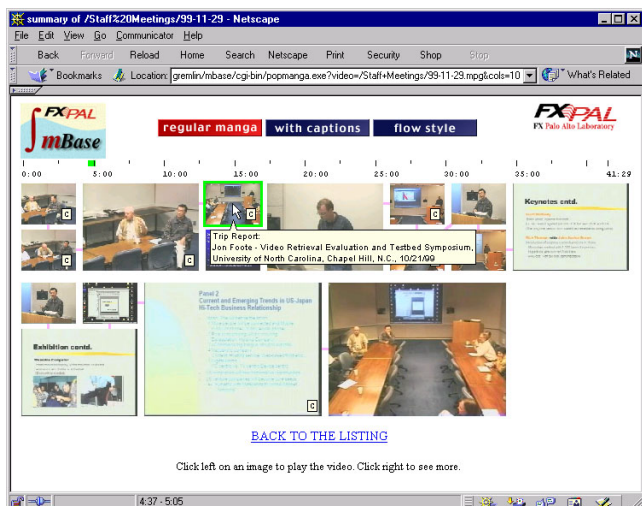 summary of /Staff%20Meetings/99-11-29 - Netscape
File Edit View Go Communicator Help
Back Forward Reload Home Search Netscape Print Security Shop Stop
N
Bookmarks Location: gremlin/mbase/cgi-bin/popmanga.exe?video=/Staff+Meetings/99-11-29.mpg&cols=10 What's Related
FXPAL
mBase
regular manga with captions flow style
FXPAL
FX Palo Alto Laboratory
0:00 5:00 10:00 15:00 20:00 25:00 30:00 35:00 41:29
Keynotes cntd.
C C C C
Trip Report:
Jon Foote - Video Retrieval Evaluation and Testbed Symposium,
University of North Carolina, Chapel Hill, N.C., 10/21/99
Panel 2
Current and Emerging Trends in US-Japan
Hi-Tech Business Relationship
Exhibition contd.
C
BACK TO THE LISTING
Click left on an image to play the video. Click right to see more.
4:37 - 5:05